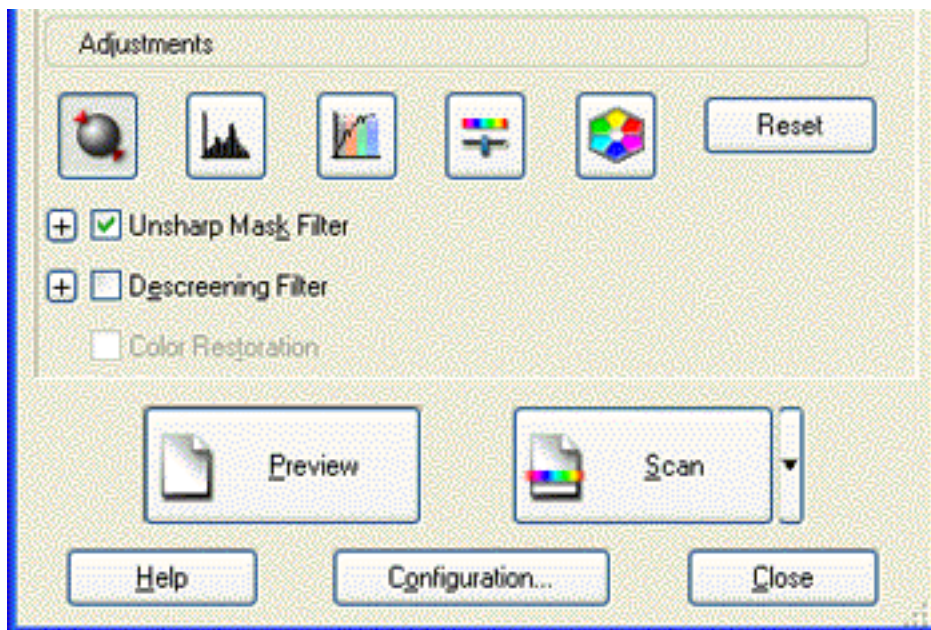 Adjustments
Reset
Unsharp Mask Filter
Descreening Filter
Color Restoration
Preview Scan
Help Configuration... Close